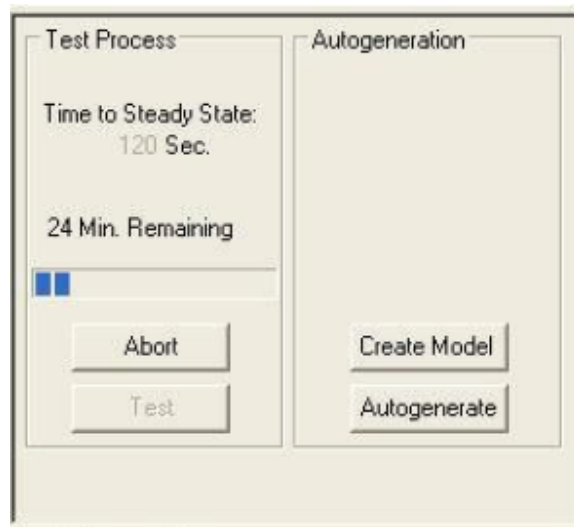 Test Process
Time to Steady State:
120 Sec.
24 Min. Remaining
Abort
Test
Autogeneration
Create Model
Autogenerate